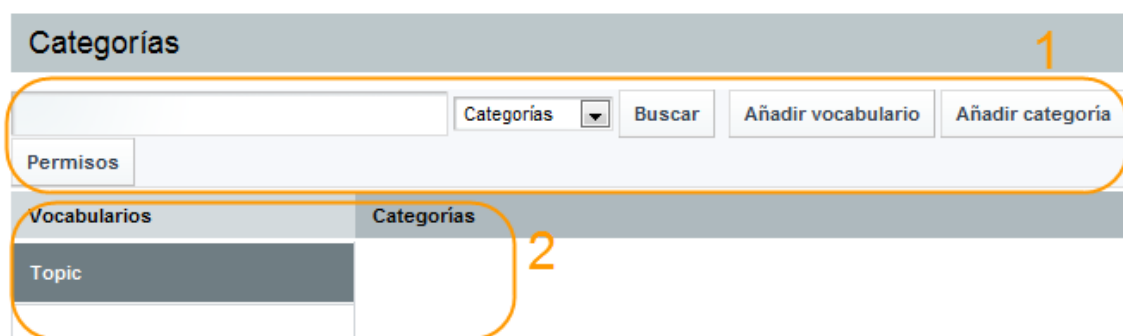 Categorías
1
Categorías Buscar Añadir vocabulario Añadir categoría
Permisos
Vocabularios Categorías
Topic
2